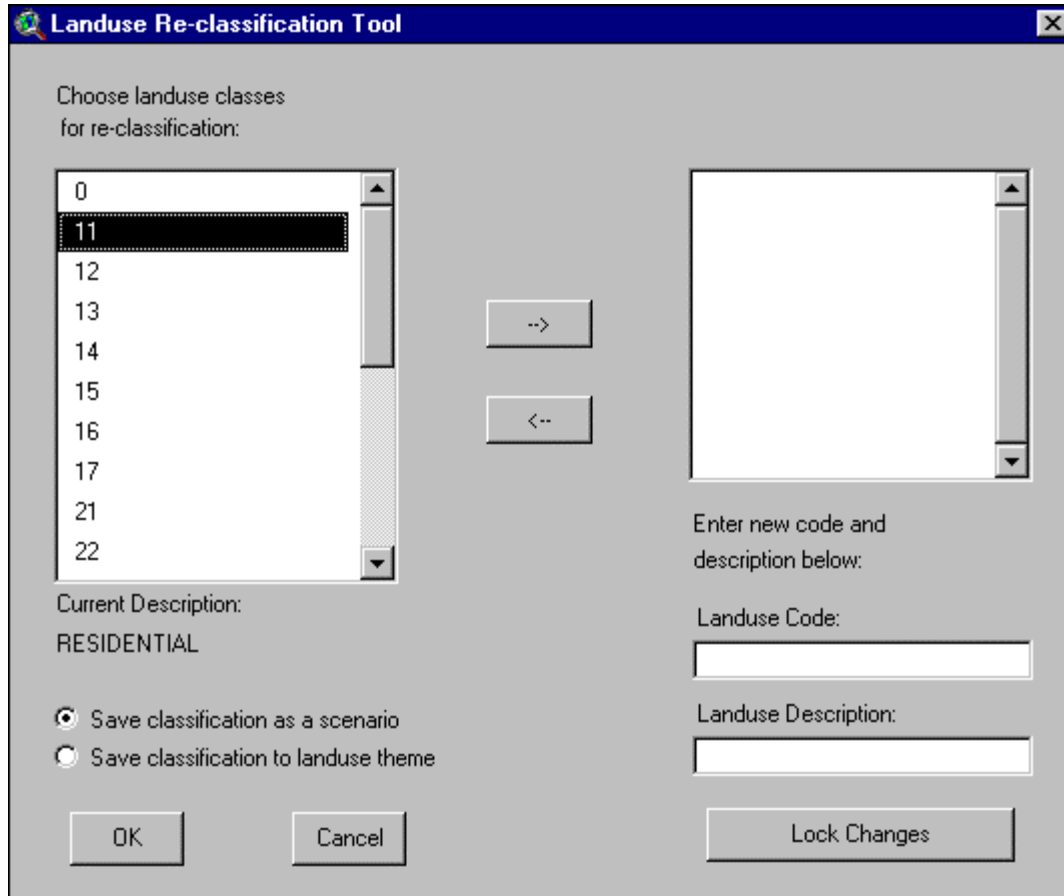 Landuse Re-classification Tool
Choose landuse classes
for re-classification:
0
11
12
13
14
15
16
17
21
22
-->
<--
Current Description:
RESIDENTIAL
Save classification as a scenario
Save classification to landuse theme
OK
Cancel
Enter new code and
description below:
Landuse Code:
Landuse Description:
Lock Changes